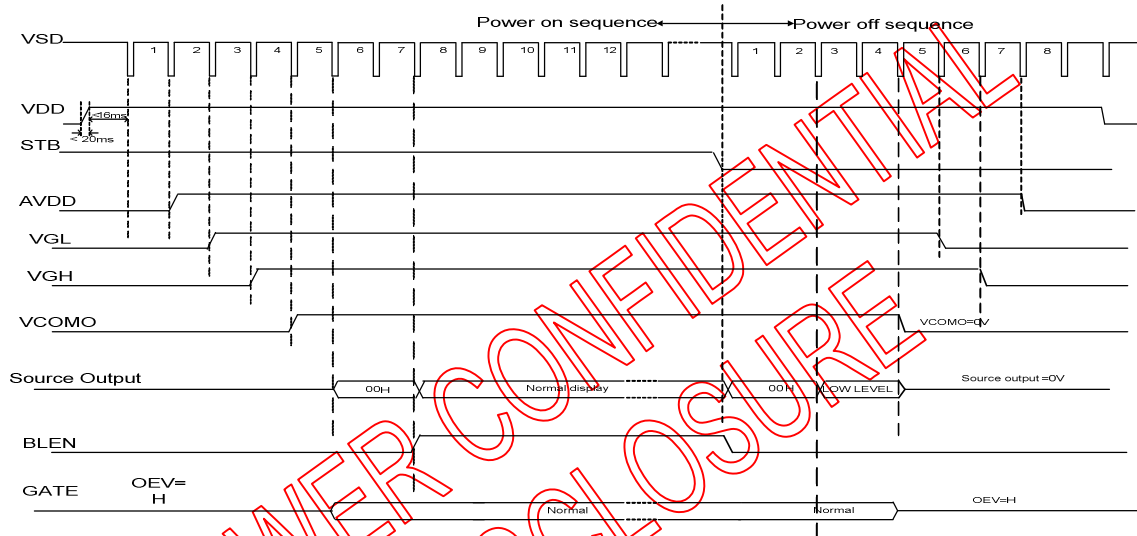 Power on sequence Power off sequence
VSD 1 2 3 4 5 6 7 8 9 10 11 12 1 2 3 4 5 6 7 8
VDD <16ms
< 20ms
STB
AVDD
VGL
VGH
VCOMO VCOMO=0V
Source Output 00H Normal display 00H LOW LEVEL Source output =0V
BLEN
GATE OEV=
H Normal Normal OEV=H
WER CONFIDENTIAL
SCLOSURE